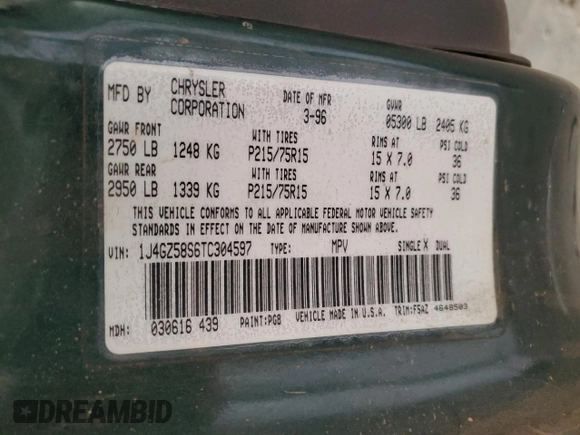 MFD BY CHRYSLER CORPORATION DATE OF MFR 3-96 GVWR 05300 LB 2405 KG
GAWR FRONT WITH TIRES RIMS AT PSI COLD
2750 LB 1248 KG P215/75R15 15 X 7.0 36
GAWR REAR WITH TIRES RIMS AT PSI COLD
2950 LB 1339 KG P215/75R15 15 X 7.0 36
THIS VEHICLE CONFORMS TO ALL APPLICABLE FEDERAL MOTOR VEHICLE SAFETY
STANDARDS IN EFFECT ON THE DATE OF MANUFACTURE SHOWN ABOVE
VIN: 1J4GZ58S6TC304597 TYPE: MPV SINGLE X DUAL
MDH: 030616 439 PAINT:PGB VEHICLE MADE IN U.S.A. TRIM:FSAZ 4648503
DREAMBID